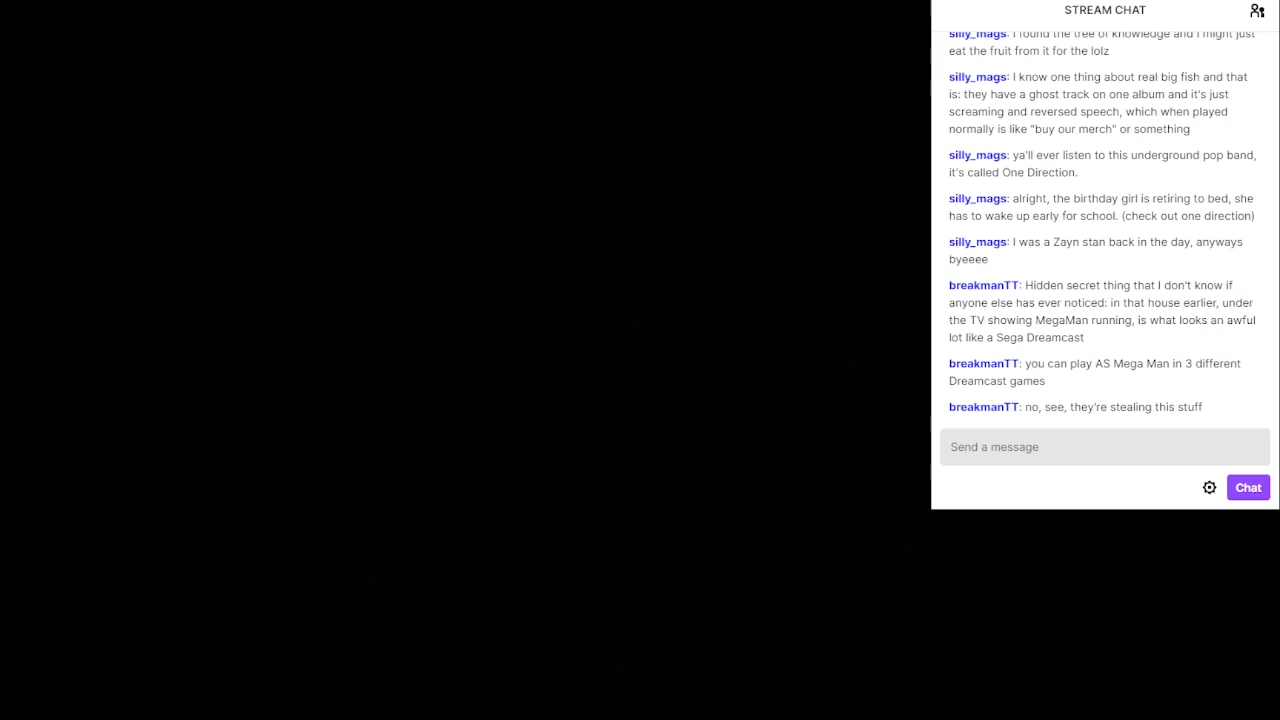 STREAM CHAT
silly_mags: I found the tree of knowledge and I might just
eat the fruit from it for the lolz
silly_mags: I know one thing about real big fish and that
is: they have a ghost track on one album and it's just
screaming and reversed speech, which when played
normally is like "buy our merch" or something
silly_mags: ya'll ever listen to this underground pop band,
it's called One Direction.
silly_mags: alright, the birthday girl is retiring to bed, she
has to wake up early for school. (check out one direction)
silly_mags: I was a Zayn stan back in the day, anyways
byeeee
breakmanTT: Hidden secret thing that I don't know if
anyone else has ever noticed: in that house earlier, under
the TV showing MegaMan running, is what looks an awful
lot like a Sega Dreamcast
breakmanTT: you can play AS Mega Man in 3 different
Dreamcast games
breakmanTT: no, see, they're stealing this stuff
Send a message
Chat